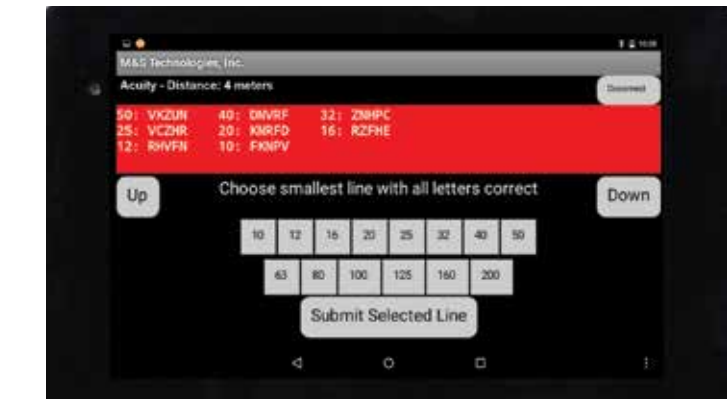 M&S Technologies, Inc.
Acuity - Distance: 4 meters
Disconnect
50: VKZUN 40: DNVRF 32: ZNHPC
25: VCZHR 20: KNRFD 16: RZFHE
12: RHVFN 10: FKNPV
Up
Choose smallest line with all letters correct
Down
10 12 16 20 25 32 40 50
63 80 100 125 160 200
Submit Selected Line